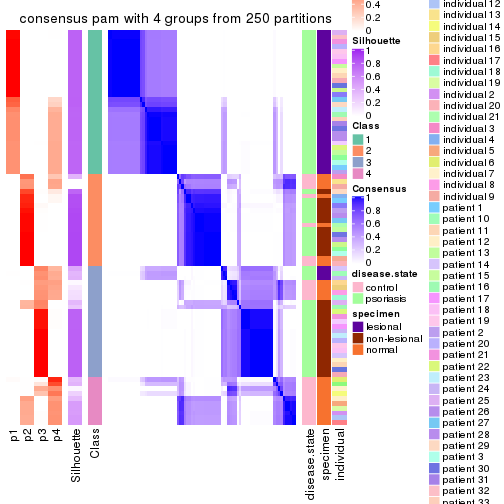 consensus pam with 4 groups from 250 partitions
p1
p2
p3
p4
Silhouette
Class
disease.state
specimen
individual
0.4
0.2
0
Silhouette
1
0.8
0.6
0.4
0.2
0
Class
1
2
3
4
Consensus
1
0.8
0.6
0.4
0.2
0
disease.state
control
psoriasis
specimen
lesional
non-lesional
normal
individual 12
individual 13
individual 14
individual 15
individual 16
individual 17
individual 18
individual 19
individual 2
individual 20
individual 21
individual 3
individual 4
individual 5
individual 6
individual 7
individual 8
individual 9
patient 1
patient 10
patient 11
patient 12
patient 13
patient 14
patient 15
patient 16
patient 17
patient 18
patient 19
patient 2
patient 20
patient 21
patient 22
patient 23
patient 24
patient 25
patient 26
patient 27
patient 28
patient 29
patient 3
patient 30
patient 31
patient 32
patient 33